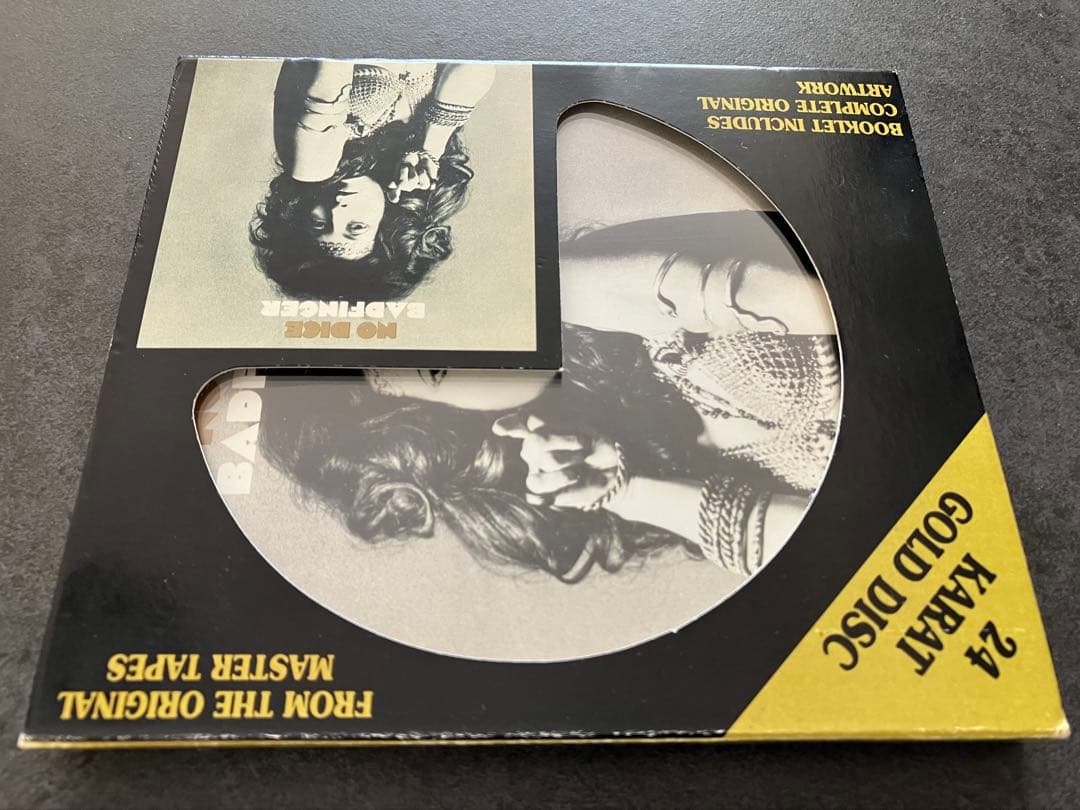 24
KARAT
GOLD DISC
FROM THE ORIGINAL
MASTER TAPES
NO DICE
BADFINGER
BOOKLET INCLUDES
COMPLETE ORIGINAL
ARTWORK